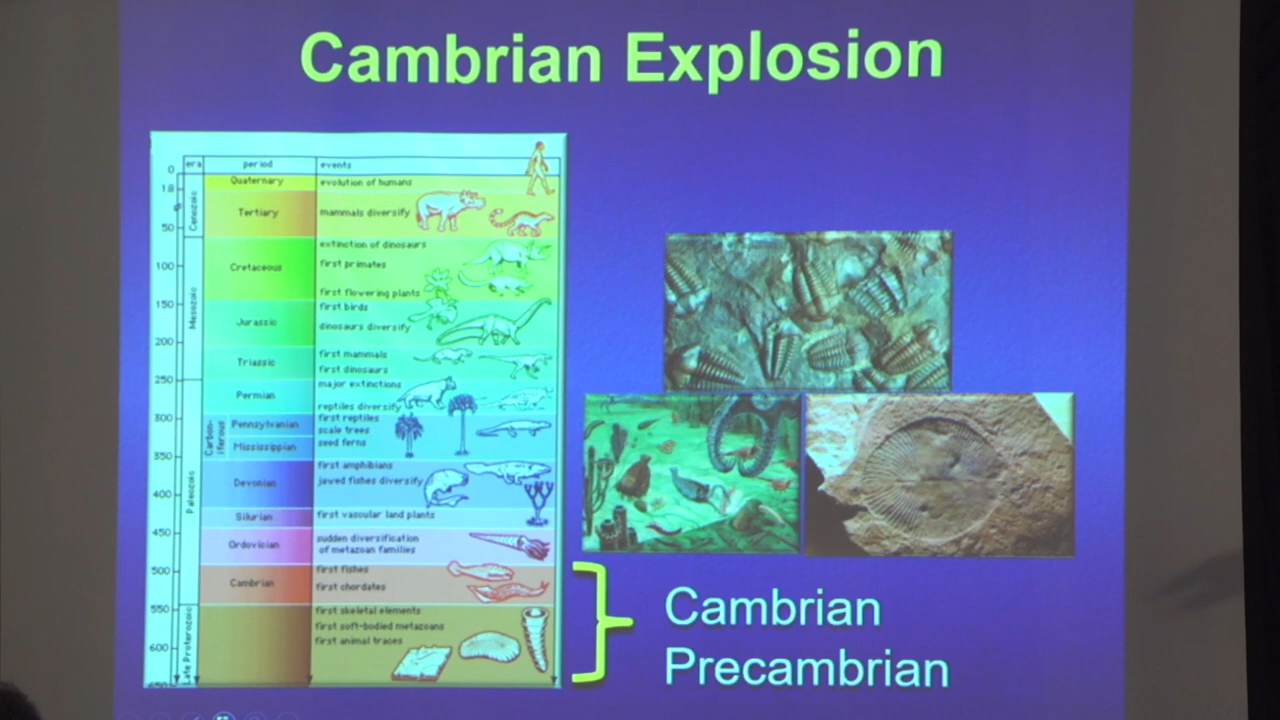 Cambrian Explosion
era period events
0
Quaternary evolution of humans
1.8
Cenozoic
Tertiary mammals diversify
50
extinction of dinosaurs
Cretaceous first primates
100
first flowering plants
150
Mesozoic
first birds
Jurassic dinosaurs diversify
200
first mammals
Triassic
first dinosaurs
250
major extinctions
Permian
reptiles diversify
300
Carbon-
iferous
Pennsylvanian
first reptiles
scale trees
Mississippian seed ferns
350
first amphibians
Devonian jawed fishes diversify
400
Paleozoic
Silurian first vascular land plants
450
Ordovician
sudden diversification
of metazoan families
500
first fishes
Cambrian first chordates
550
first skeletal elements
first soft-bodied metazoans
first animal traces
600
Late Proterozoic
Cambrian
Precambrian